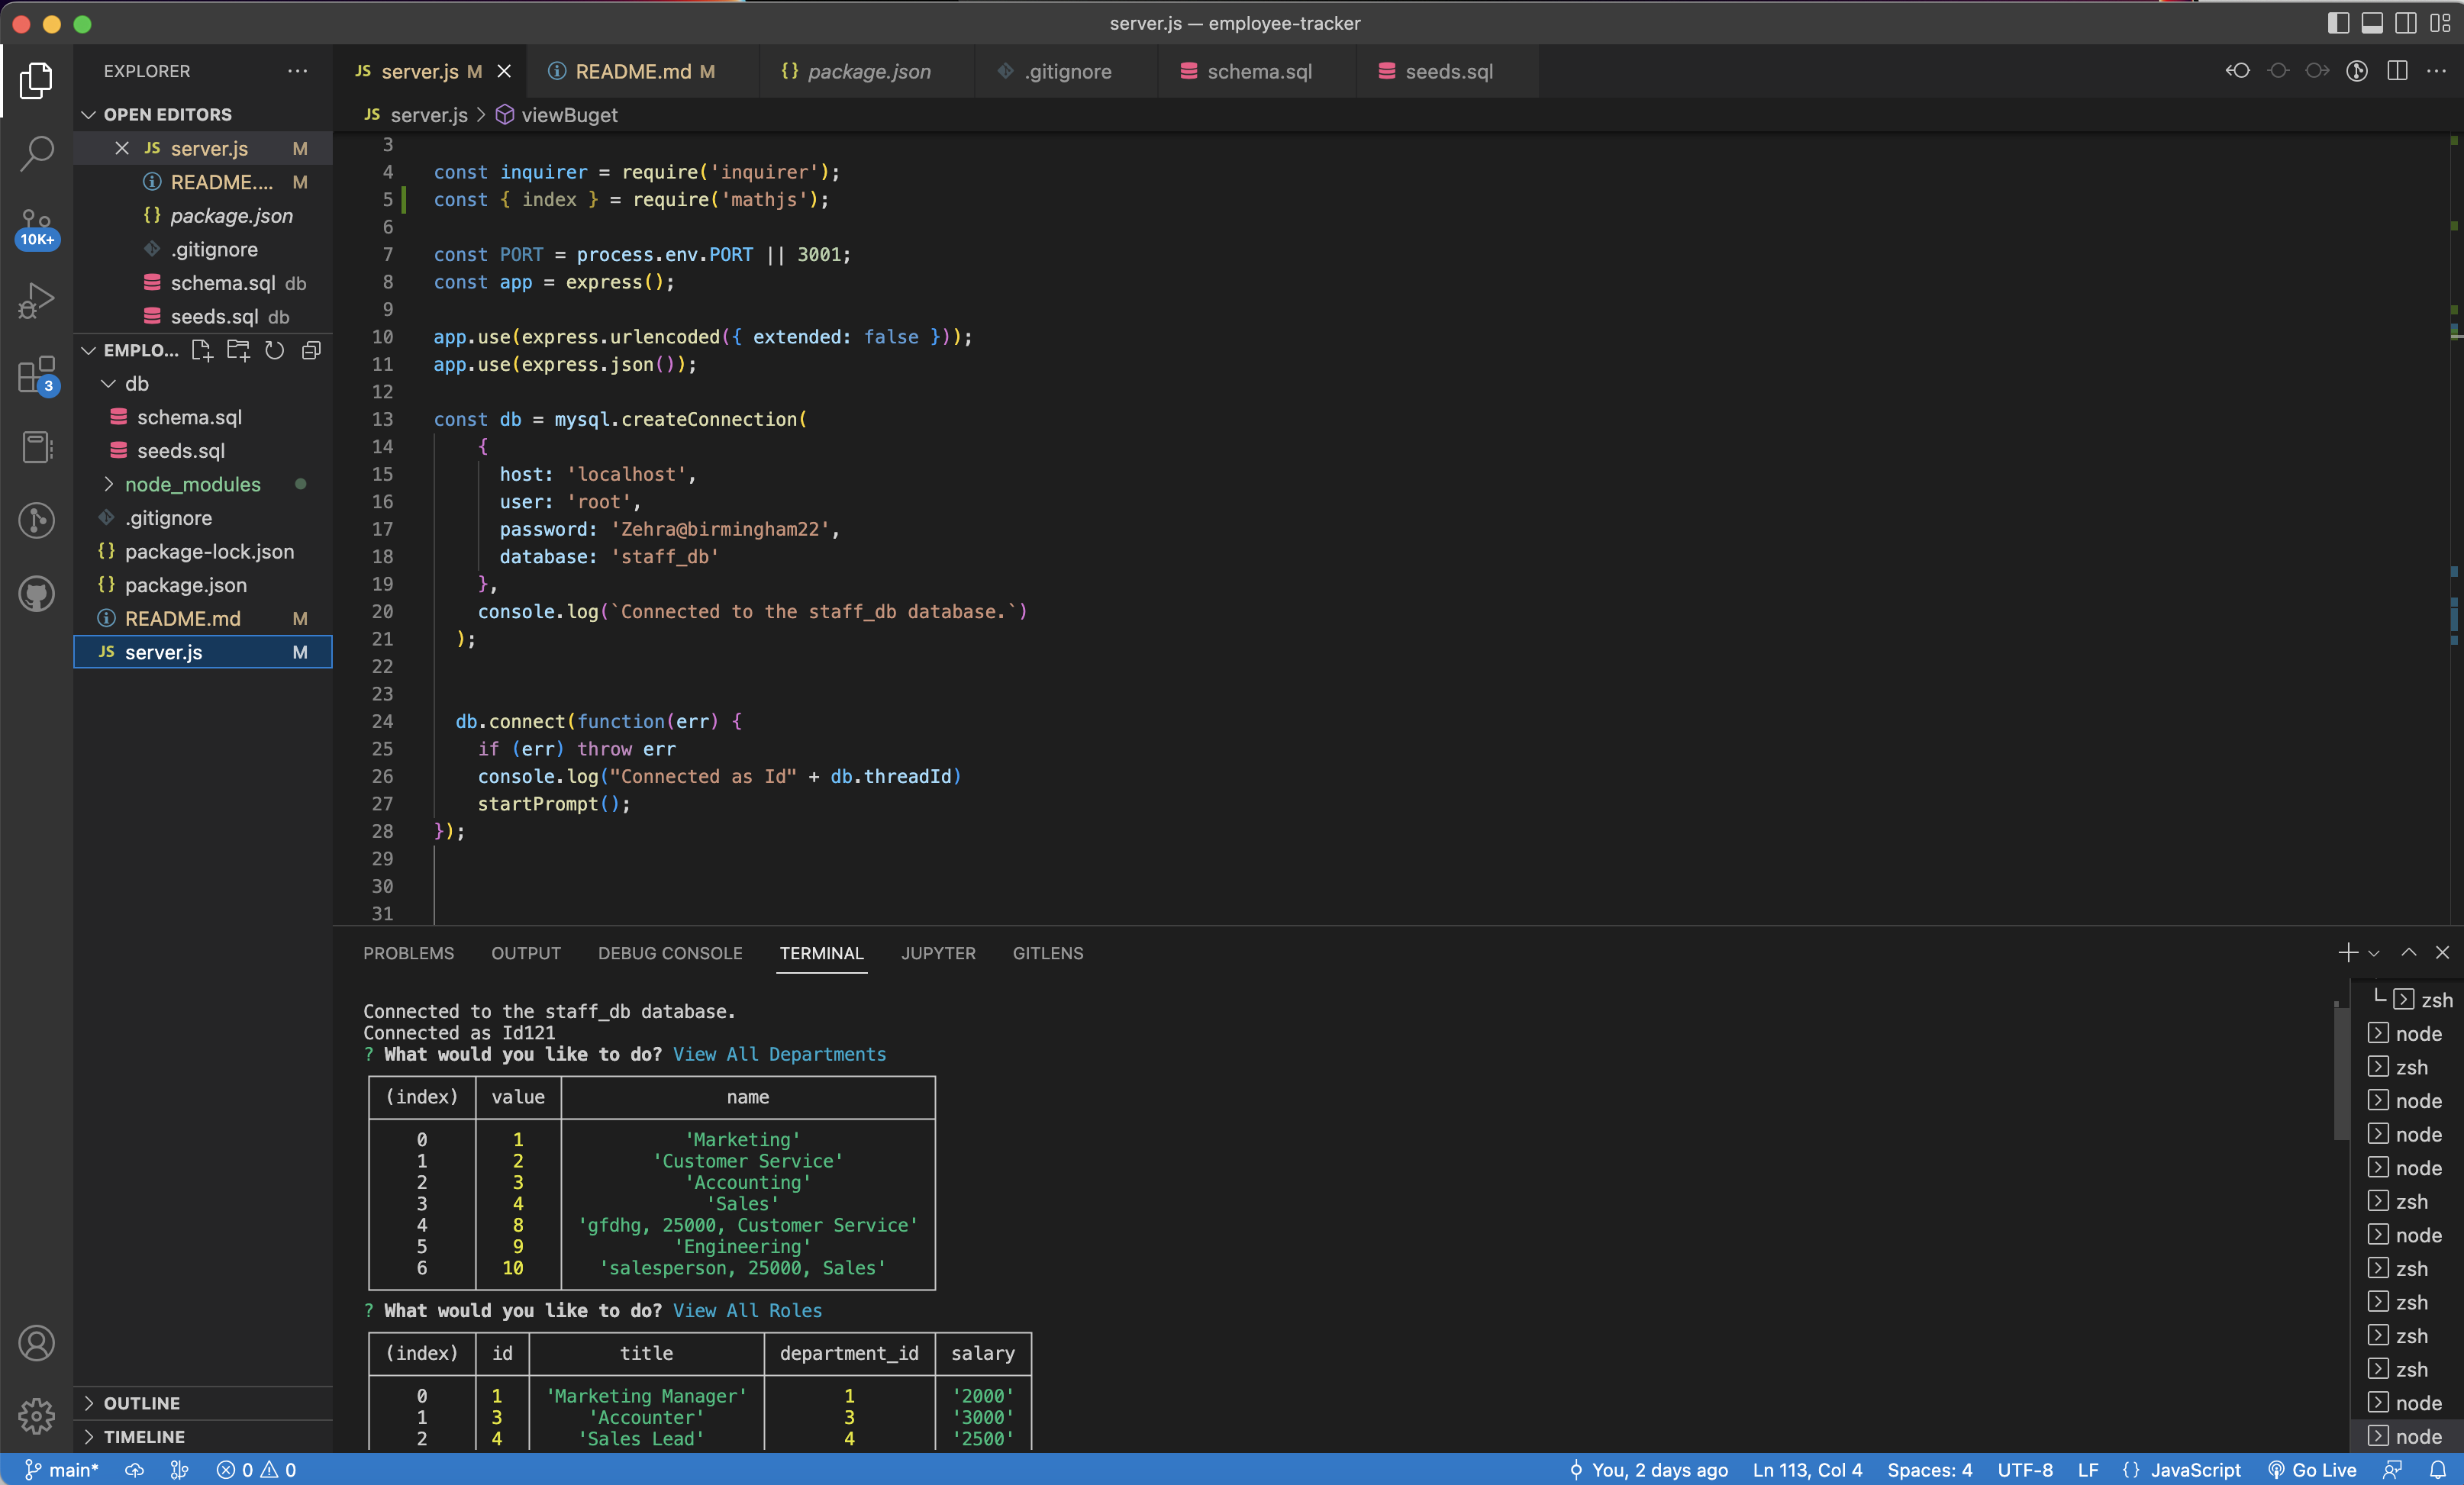 server.js — employee-tracker
EXPLORER
JS server.js M
README.md M
{} package.json
.gitignore
schema.sql
seeds.sql
OPEN EDITORS
JS server.js > viewBuget
JS server.js M
README.... M
{} package.json
.gitignore
schema.sql db
seeds.sql db
10K+
3
EMPLO...
db
schema.sql
seeds.sql
node_modules
.gitignore
{} package-lock.json
{} package.json
README.md M
JS server.js M
OUTLINE
TIMELINE
3
4 const inquirer = require('inquirer');
5 const { index } = require('mathjs');
6
7 const PORT = process.env.PORT || 3001;
8 const app = express();
9
10 app.use(express.urlencoded({ extended: false }));
11 app.use(express.json());
12
13 const db = mysql.createConnection(
14 {
15 host: 'localhost',
16 user: 'root',
17 password: 'Zehra@birmingham22',
18 database: 'staff_db'
19 },
20 console.log(`Connected to the staff_db database.`)
21 );
22
23
24 db.connect(function(err) {
25 if (err) throw err
26 console.log("Connected as Id" + db.threadId)
27 startPrompt();
28 });
29
30
31
PROBLEMS OUTPUT DEBUG CONSOLE TERMINAL JUPYTER GITLENS
Connected to the staff_db database.
Connected as Id121
? What would you like to do? View All Departments
(index) value name
0 1 'Marketing'
1 2 'Customer Service'
2 3 'Accounting'
3 4 'Sales'
4 8 'gfdhg, 25000, Customer Service'
5 9 'Engineering'
6 10 'salesperson, 25000, Sales'
? What would you like to do? View All Roles
(index) id title department_id salary
0 1 'Marketing Manager' 1 '2000'
1 3 'Accounter' 3 '3000'
2 4 'Sales Lead' 4 '2500'
zsh
node
zsh
node
node
node
zsh
node
zsh
zsh
zsh
zsh
node
node
main* 0 0 You, 2 days ago Ln 113, Col 4 Spaces: 4 UTF-8 LF {} JavaScript Go Live